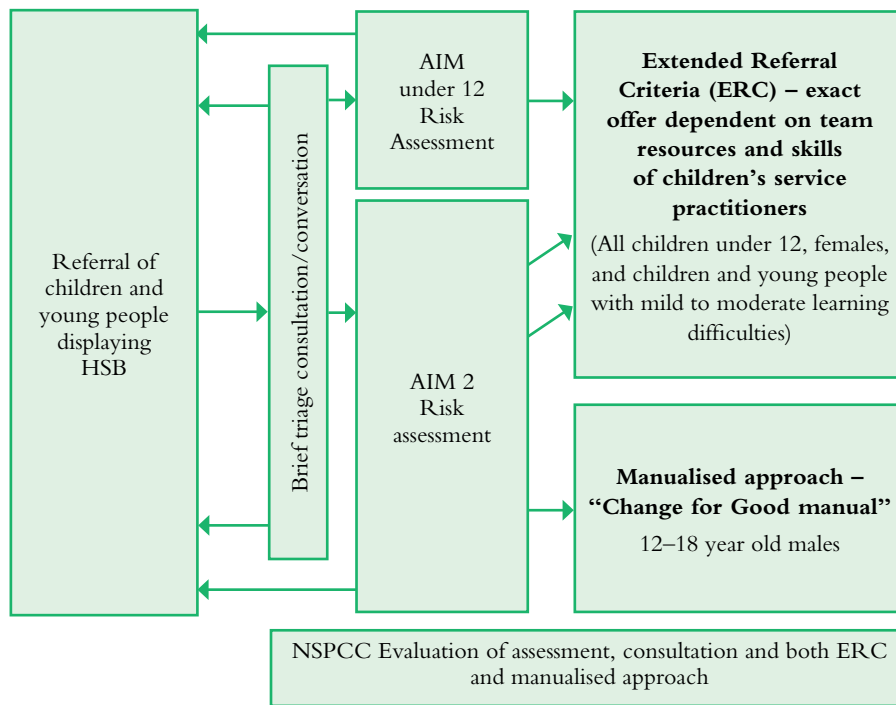 Referral of
children and
young people
displaying
HSB
Brief triage consultation/conversation
AIM
under 12
Risk
Assessment
AIM 2
Risk
assessment
Extended Referral
Criteria (ERC) – exact
offer dependent on team
resources and skills
of children’s service
practitioners
(All children under 12, females,
and children and young people
with mild to moderate learning
difficulties)
Manualised approach –
“Change for Good manual”
12–18 year old males
NSPCC Evaluation of assessment, consultation and both ERC
and manualised approach